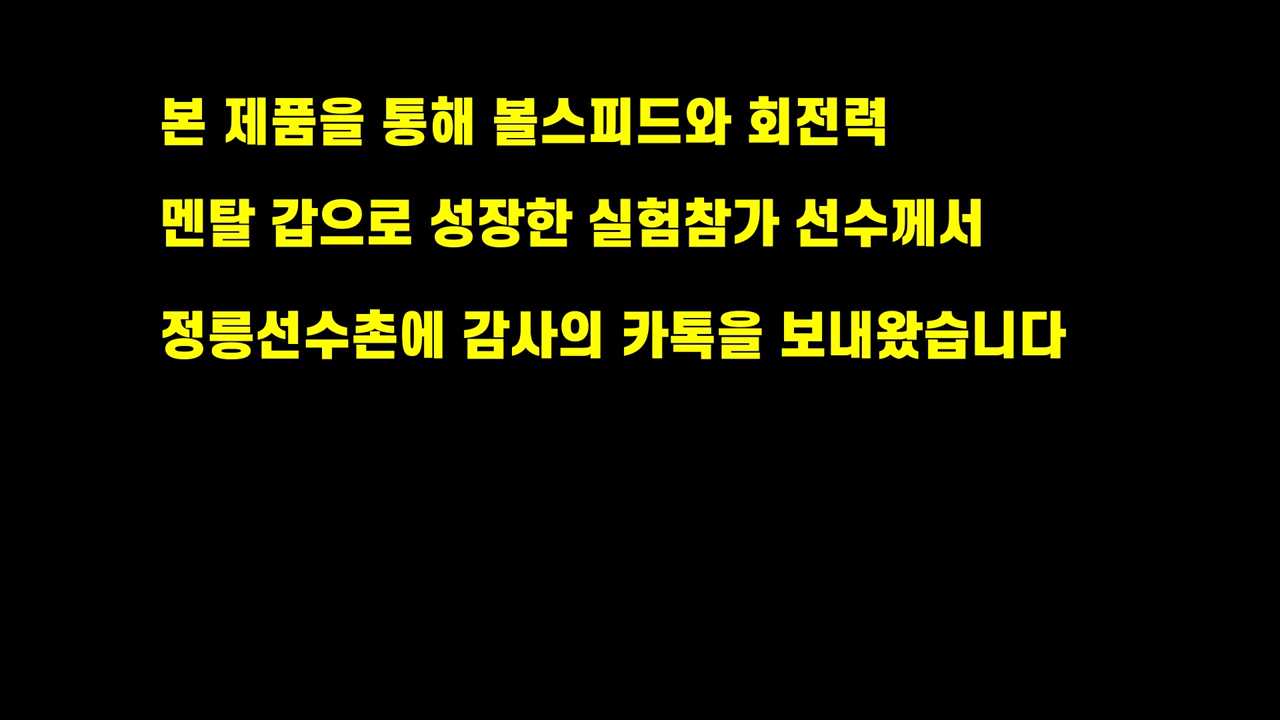 본 제품을 통해 볼스피드와 회전력
멘탈 갑으로 성장한 실험참가 선수께서
정릉선수촌에 감사의 카톡을 보내왔습니다